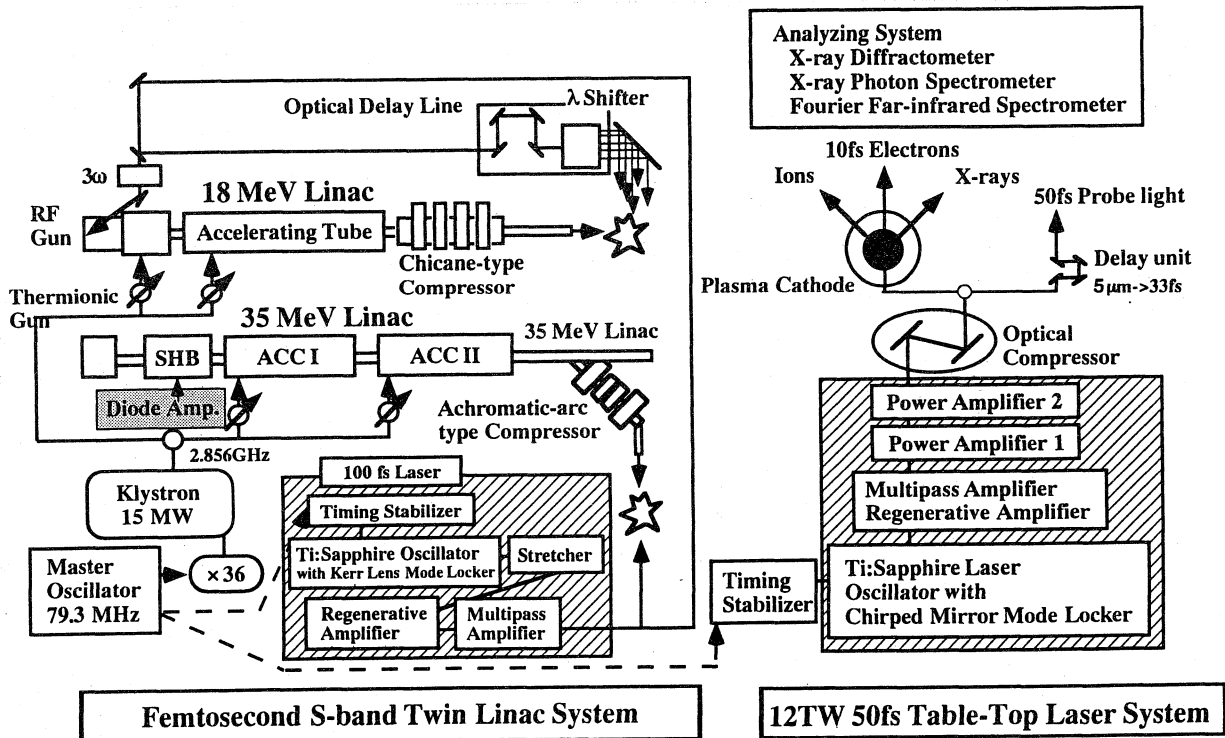 Analyzing System
X-ray Diffractometer
X-ray Photon Spectrometer
Fourier Far-infrared Spectrometer
Optical Delay Line
λ Shifter
3ω
18 MeV Linac
RF
Gun
Accelerating Tube
Chicane-type
Compressor
Thermionic
Gun
35 MeV Linac
35 MeV Linac
SHB
ACC I
ACC II
Diode Amp.
2.856GHz
Achromatic-arc
type Compressor
Klystron
15 MW
× 36
Master
Oscillator
79.3 MHz
100 fs Laser
Timing Stabilizer
Ti:Sapphire Oscillator
with Kerr Lens Mode Locker
Stretcher
Regenerative
Amplifier
Multipass
Amplifier
Femtosecond S-band Twin Linac System
10fs Electrons
Ions
X-rays
50fs Probe light
Plasma Cathode
Delay unit
5 μm->33fs
Optical
Compressor
Power Amplifier 2
Power Amplifier 1
Multipass Amplifier
Regenerative Amplifier
Timing
Stabilizer
Ti:Sapphire Laser
Oscillator with
Chirped Mirror Mode Locker
12TW 50fs Table-Top Laser System